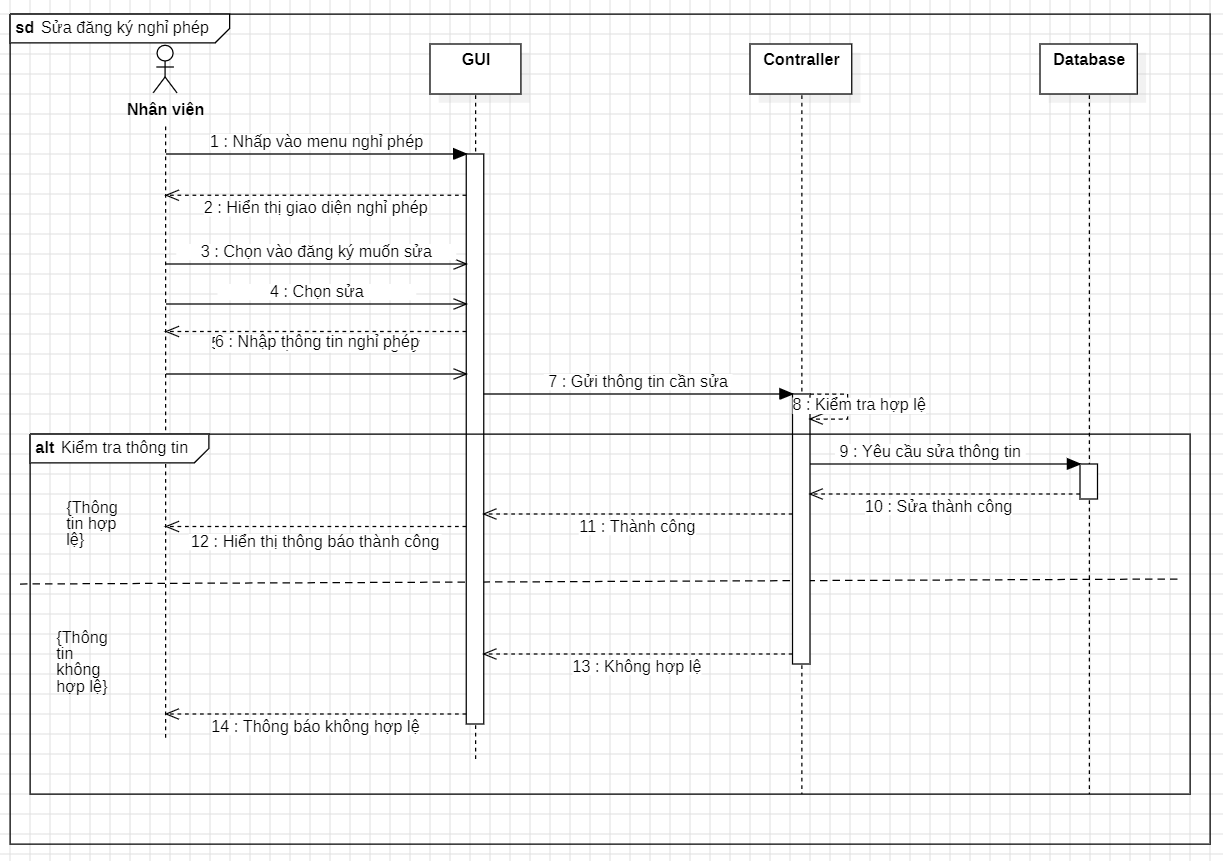 sd Sửa đăng ký nghỉ phép
GUI
Contraller
Database
Nhân viên
1 : Nhấp vào menu nghỉ phép
2 : Hiển thị giao diện nghỉ phép
3 : Chọn vào đăng ký muốn sửa
4 : Chọn sửa
6 : Nhập thông tin nghỉ phép
7 : Gửi thông tin cần sửa
8 : Kiểm tra hợp lệ
alt Kiểm tra thông tin
9 : Yêu cầu sửa thông tin
{Thông
tin hợp
lệ}
10 : Sửa thành công
11 : Thành công
12 : Hiển thị thông báo thành công
{Thông
tin
không
hợp lệ}
13 : Không hợp lệ
14 : Thông báo không hợp lệ